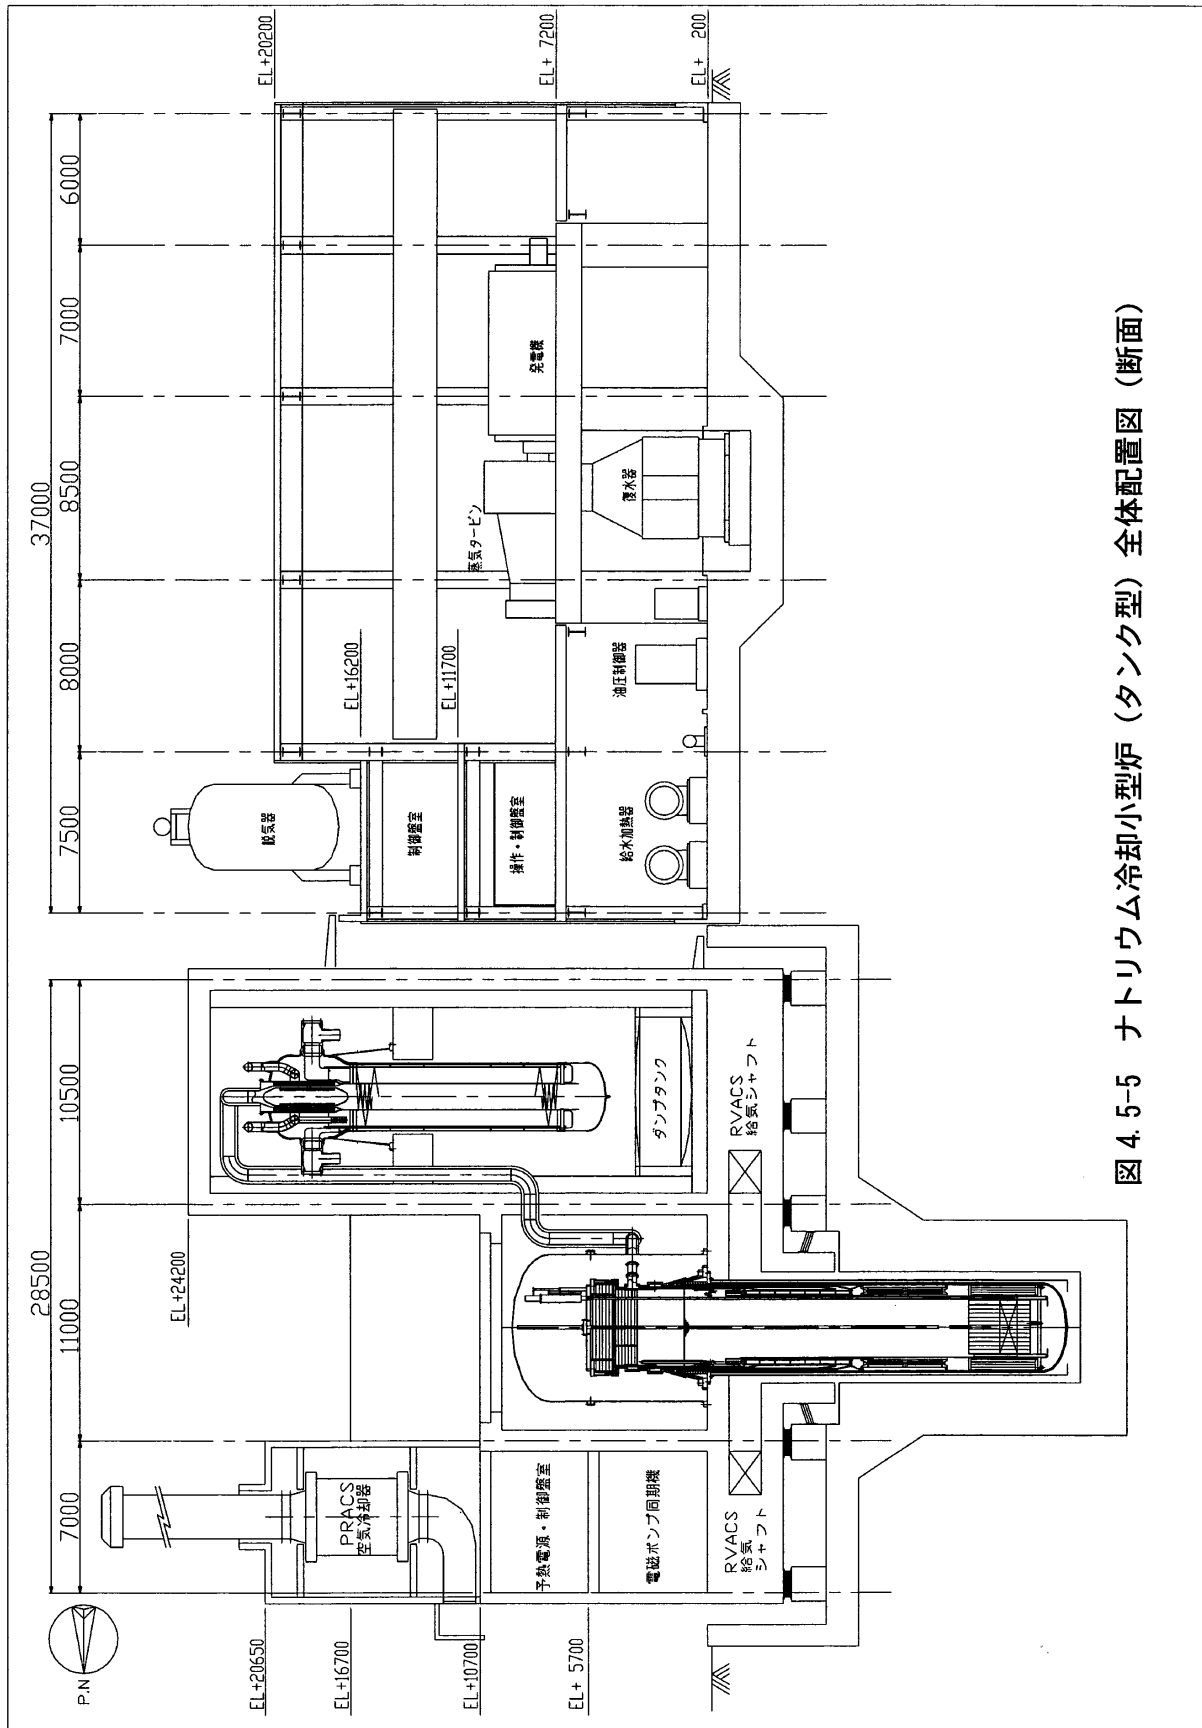 P.N
28500
7000
11000
10500
37000
7500
8000
8500
7000
6000
EL+20650
EL+16700
EL+10700
EL+ 5700
EL+24200
EL+16200
EL+11700
EL+20200
EL+ 7200
EL+ 200
PRACS
空気冷却器
予熱電源・制御盤室
電磁ポンプ同期機
RVACS
給気
シャフト
ダンプタンク
RVACS
給気シャフト
脱気器
制御盤室
操作・制御盤室
給水加熱器
油圧制御器
蒸気タービン
復水器
発電機
図 4.5-5 ナトリウム冷却小型炉（タンク型）全体配置図（断面）